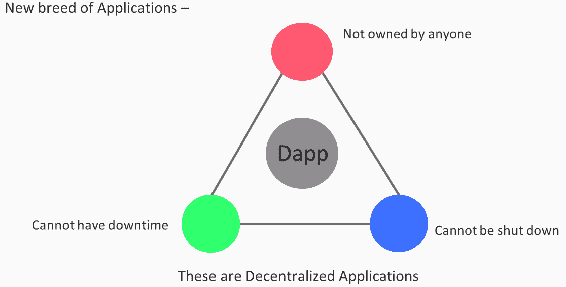 New breed of Applications –
Not owned by anyone
Dapp
Cannot have downtime
Cannot be shut down
These are Decentralized Applications